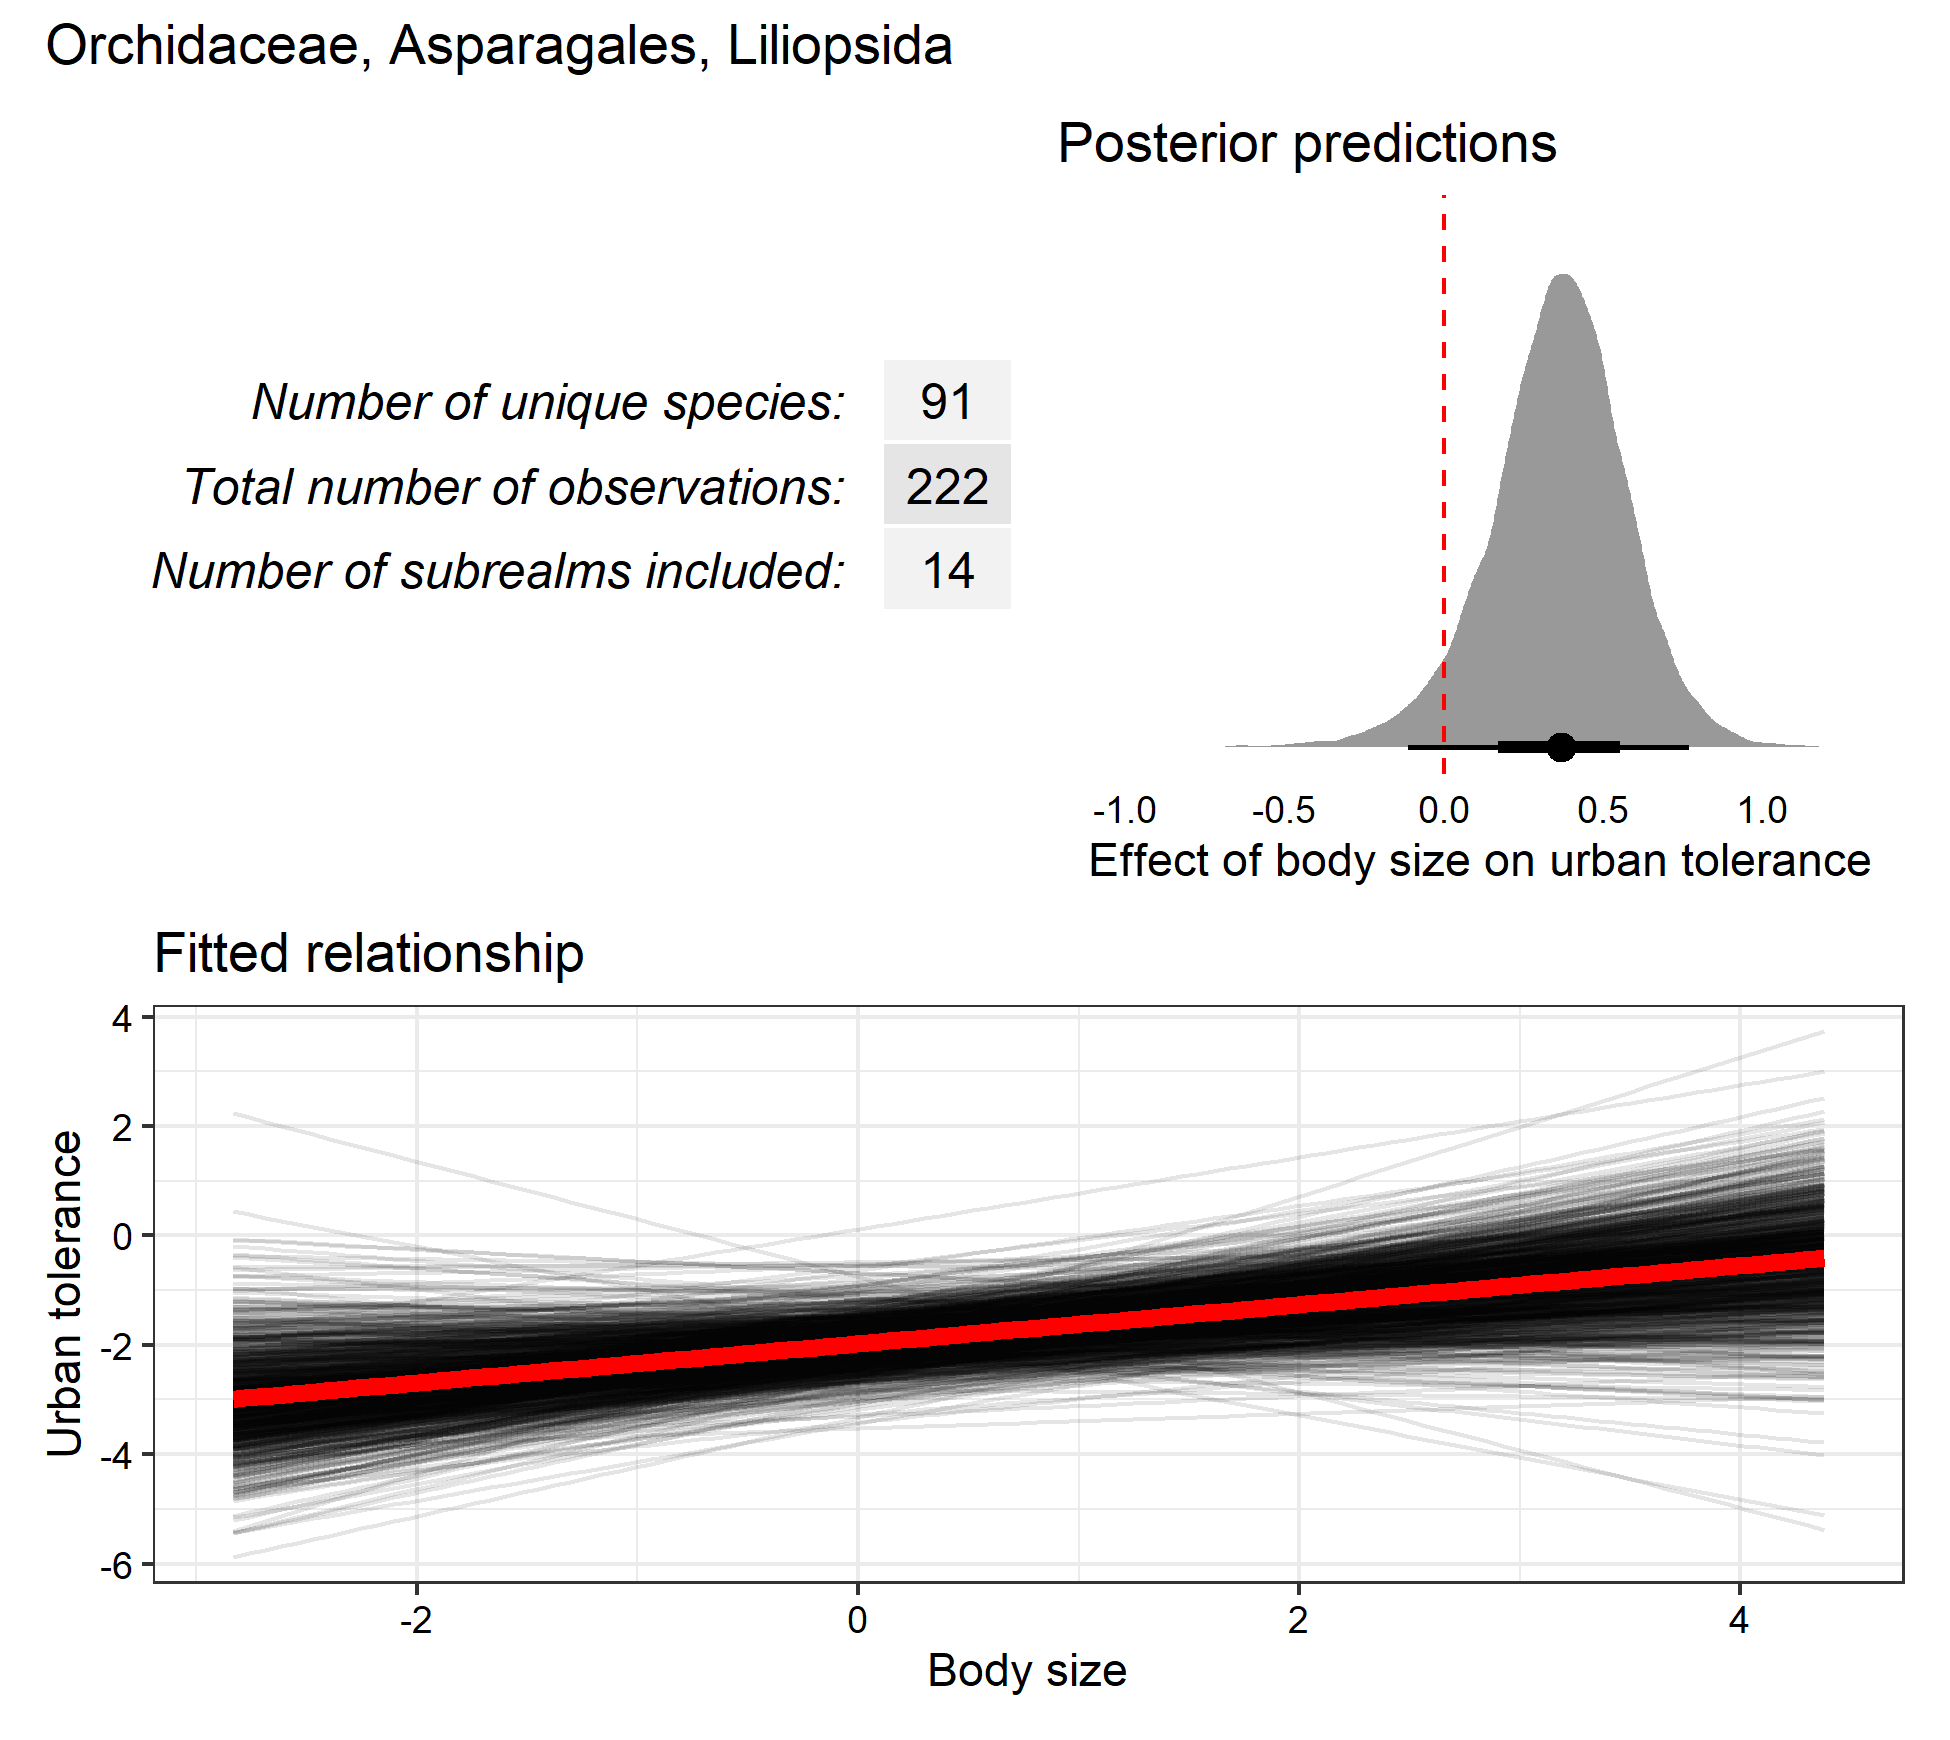 Orchidaceae, Asparagales, Liliopsida
Posterior predictions
Number of unique species: 91
Total number of observations: 222
Number of subrealms included: 14
-1.0 -0.5 0.0 0.5 1.0
Effect of body size on urban tolerance
Fitted relationship
4
2
0
-2
-4
-6
Urban tolerance
-2 0 2 4
Body size